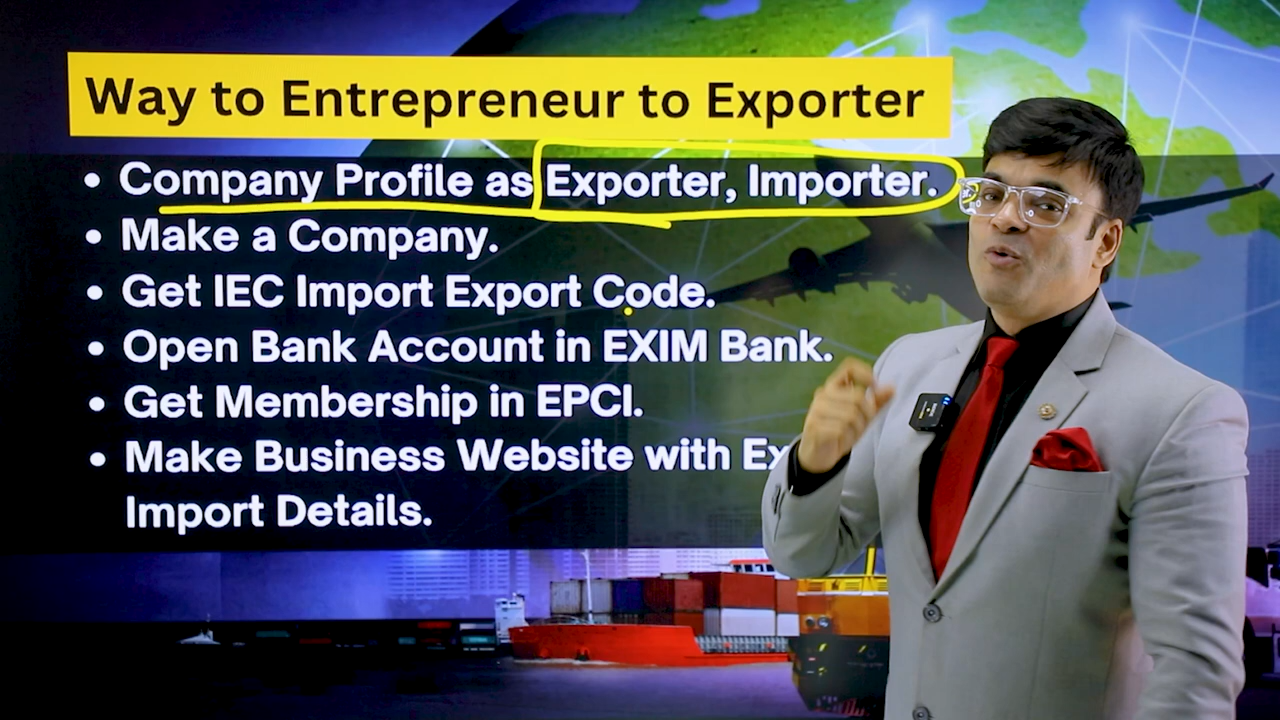 Way to Entrepreneur to Exporter
• Company Profile as Exporter, Importer.
• Make a Company.
• Get IEC Import Export Code.
• Open Bank Account in EXIM Bank.
• Get Membership in EPCI.
• Make Business Website with Ex
Import Details.